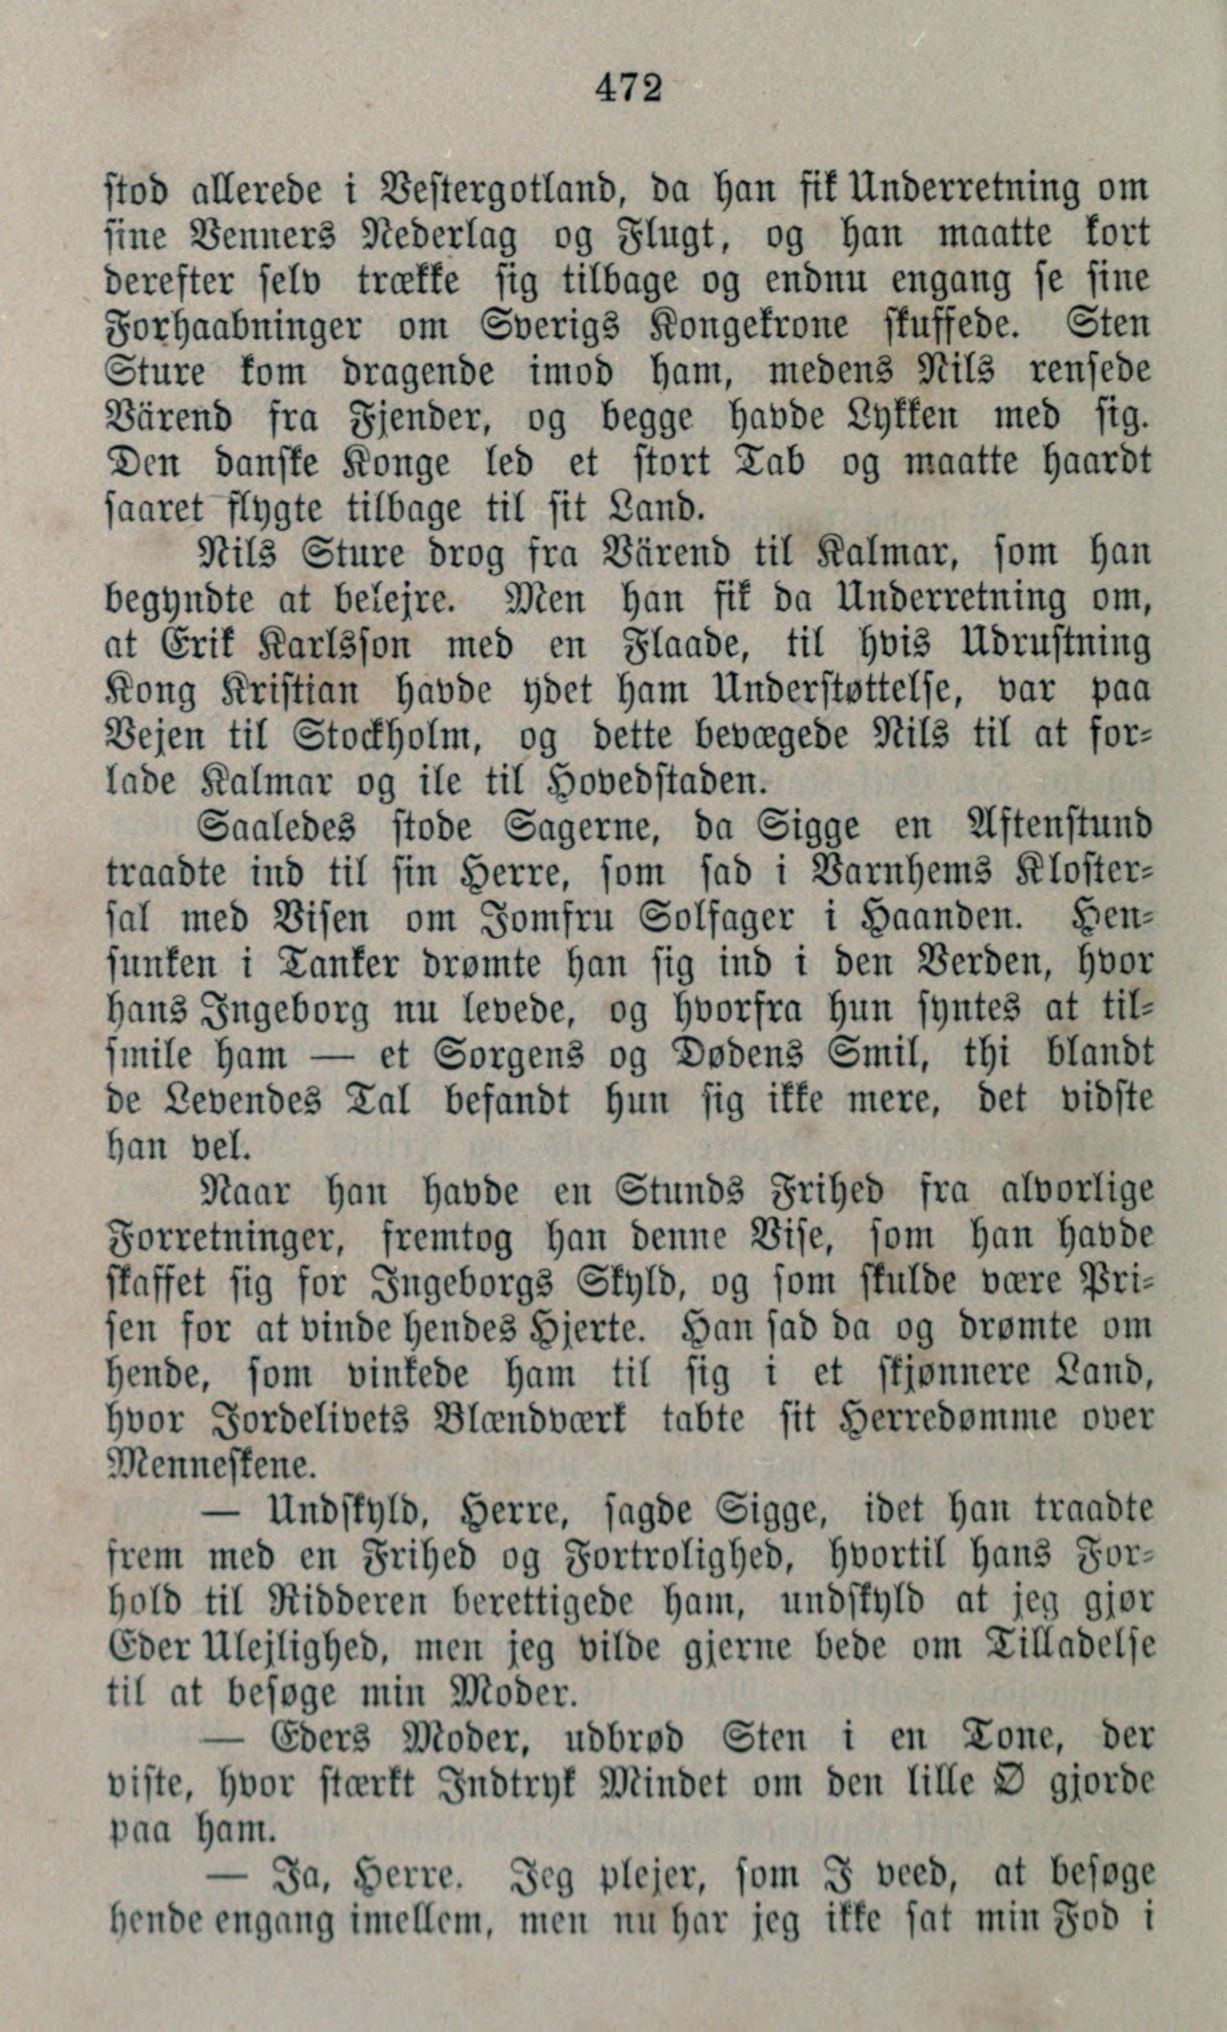 472
stod allerede i Vestergotland, da han fik Underretning om
sine Venners Nederlag og Flugt, og han maatte kort
derefter selv trække sig tilbage og endnu engang se sine
Forhaabninger om Sverigs Kongekrone skuffede. Sten
Sture kom dragende imod ham, medens Nils rensede
Värend fra Fjender, og begge havde Lykken med sig.
Den danske Konge led et stort Tab og maatte haardt
saaret flygte tilbage til sit Land.
Nils Sture drog fra Värend til Kalmar, som han
begyndte at belejre. Men han fik da Underretning om,
at Erik Karlsson med en Flaade, til hvis Udrustning
Kong Kristian havde ydet ham Understøttelse, var paa
Vejen til Stockholm, og dette bevægede Nils til at for-
lade Kalmar og ile til Hovedstaden.
Saaledes stode Sagerne, da Sigge en Aftenstund
traadte ind til sin Herre, som sad i Varnhems Kloster-
sal med Visen om Jomfru Solfager i Haanden. Hen-
sunken i Tanker drømte han sig ind i den Verden, hvor
hans Ingeborg nu levede, og hvorfra hun syntes at til-
smile ham — et Sorgens og Dødens Smil, thi blandt
de Levendes Tal befandt hun sig ikke mere, det vidste
han vel.
Naar han havde en Stunds Frihed fra alvorlige
Forretninger, fremtog han denne Vise, som han havde
skaffet sig for Ingeborgs Skyld, og som skulde være Pri-
sen for at vinde hendes Hjerte. Han sad da og drømte om
hende, som vinkede ham til sig i et skjønnere Land,
hvor Jordelivets Blændværk tabte sit Herredømme over
Menneskene.
— Undskyld, Herre, sagde Sigge, idet han traadte
frem med en Frihed og Fortrolighed, hvortil hans For-
hold til Ridderen berettigede ham, undskyld at jeg gjør
Eder Ulejlighed, men jeg vilde gjerne bede om Tilladelse
til at besøge min Moder.
— Eders Moder, udbrød Sten i en Tone, der
viste, hvor stærkt Indtryk Mindet om den lille Ø gjorde
paa ham.
— Ja, Herre. Jeg plejer, som I veed, at besøge
hende engang imellem, men nu har jeg ikke sat min Fod i